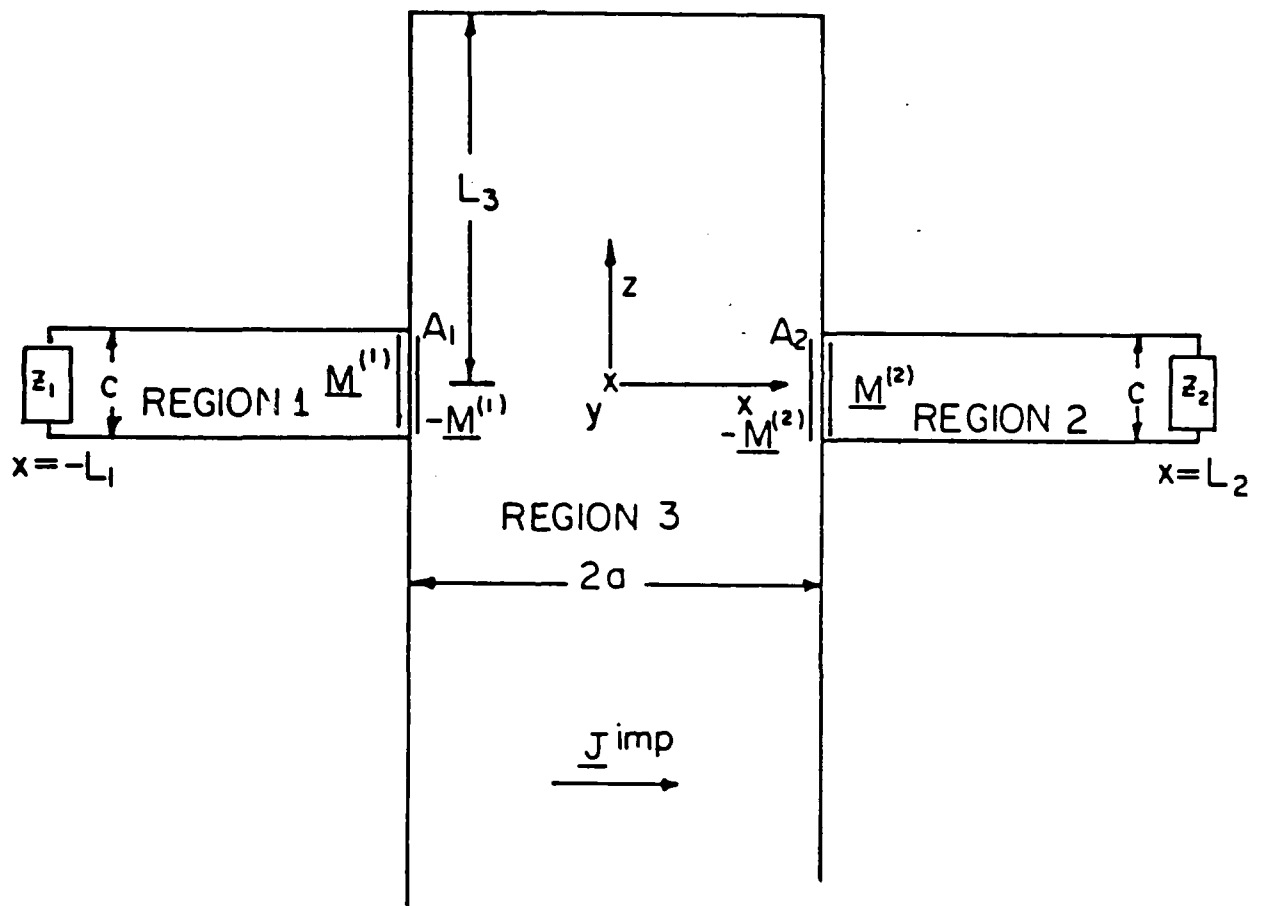 L₃
z
A₁
A₂
z₁
c
REGION 1
M⁽¹⁾
-M⁽¹⁾
x
y
x
-M⁽²⁾
M⁽²⁾
REGION 2
c
z₂
x=-L₁
x=L₂
REGION 3
2a
J imp